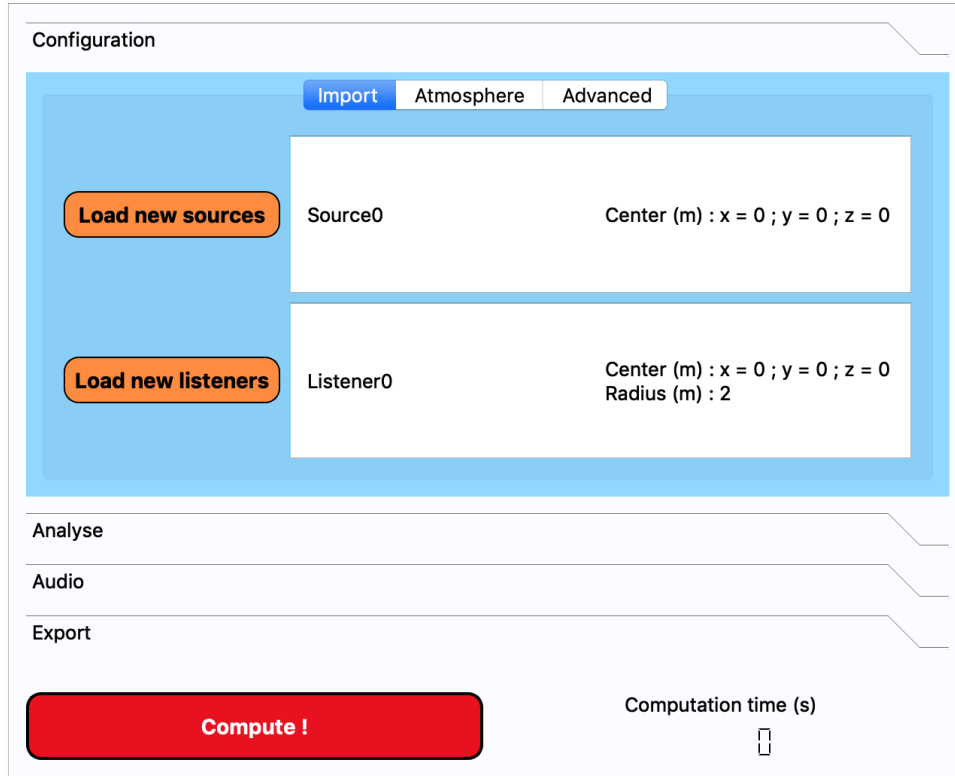 Configuration
Import Atmosphere Advanced
Load new sources
Source0
Center (m) : x = 0 ; y = 0 ; z = 0
Load new listeners
Listener0
Center (m) : x = 0 ; y = 0 ; z = 0
Radius (m) : 2
Analyse
Audio
Export
Compute !
Computation time (s)
0